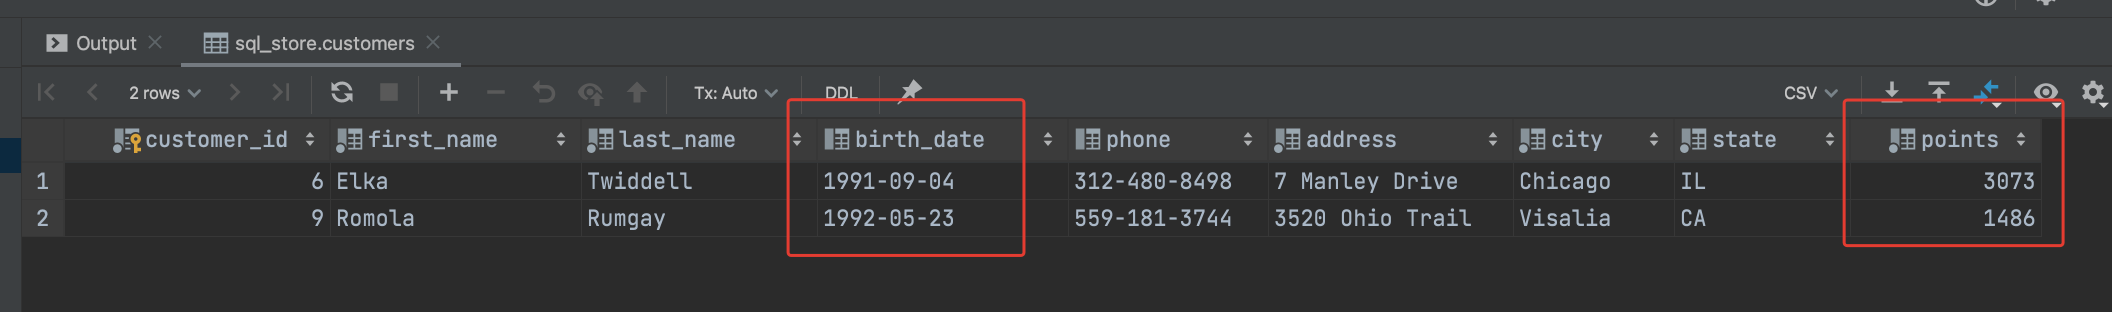 Output sql_store.customers
2 rows Tx: Auto DDL CSV
customer_id first_name last_name birth_date phone address city state points
1 6 Elka Twiddell 1991-09-04 312-480-8498 7 Manley Drive Chicago IL 3073
2 9 Romola Rumgay 1992-05-23 559-181-3744 3520 Ohio Trail Visalia CA 1486